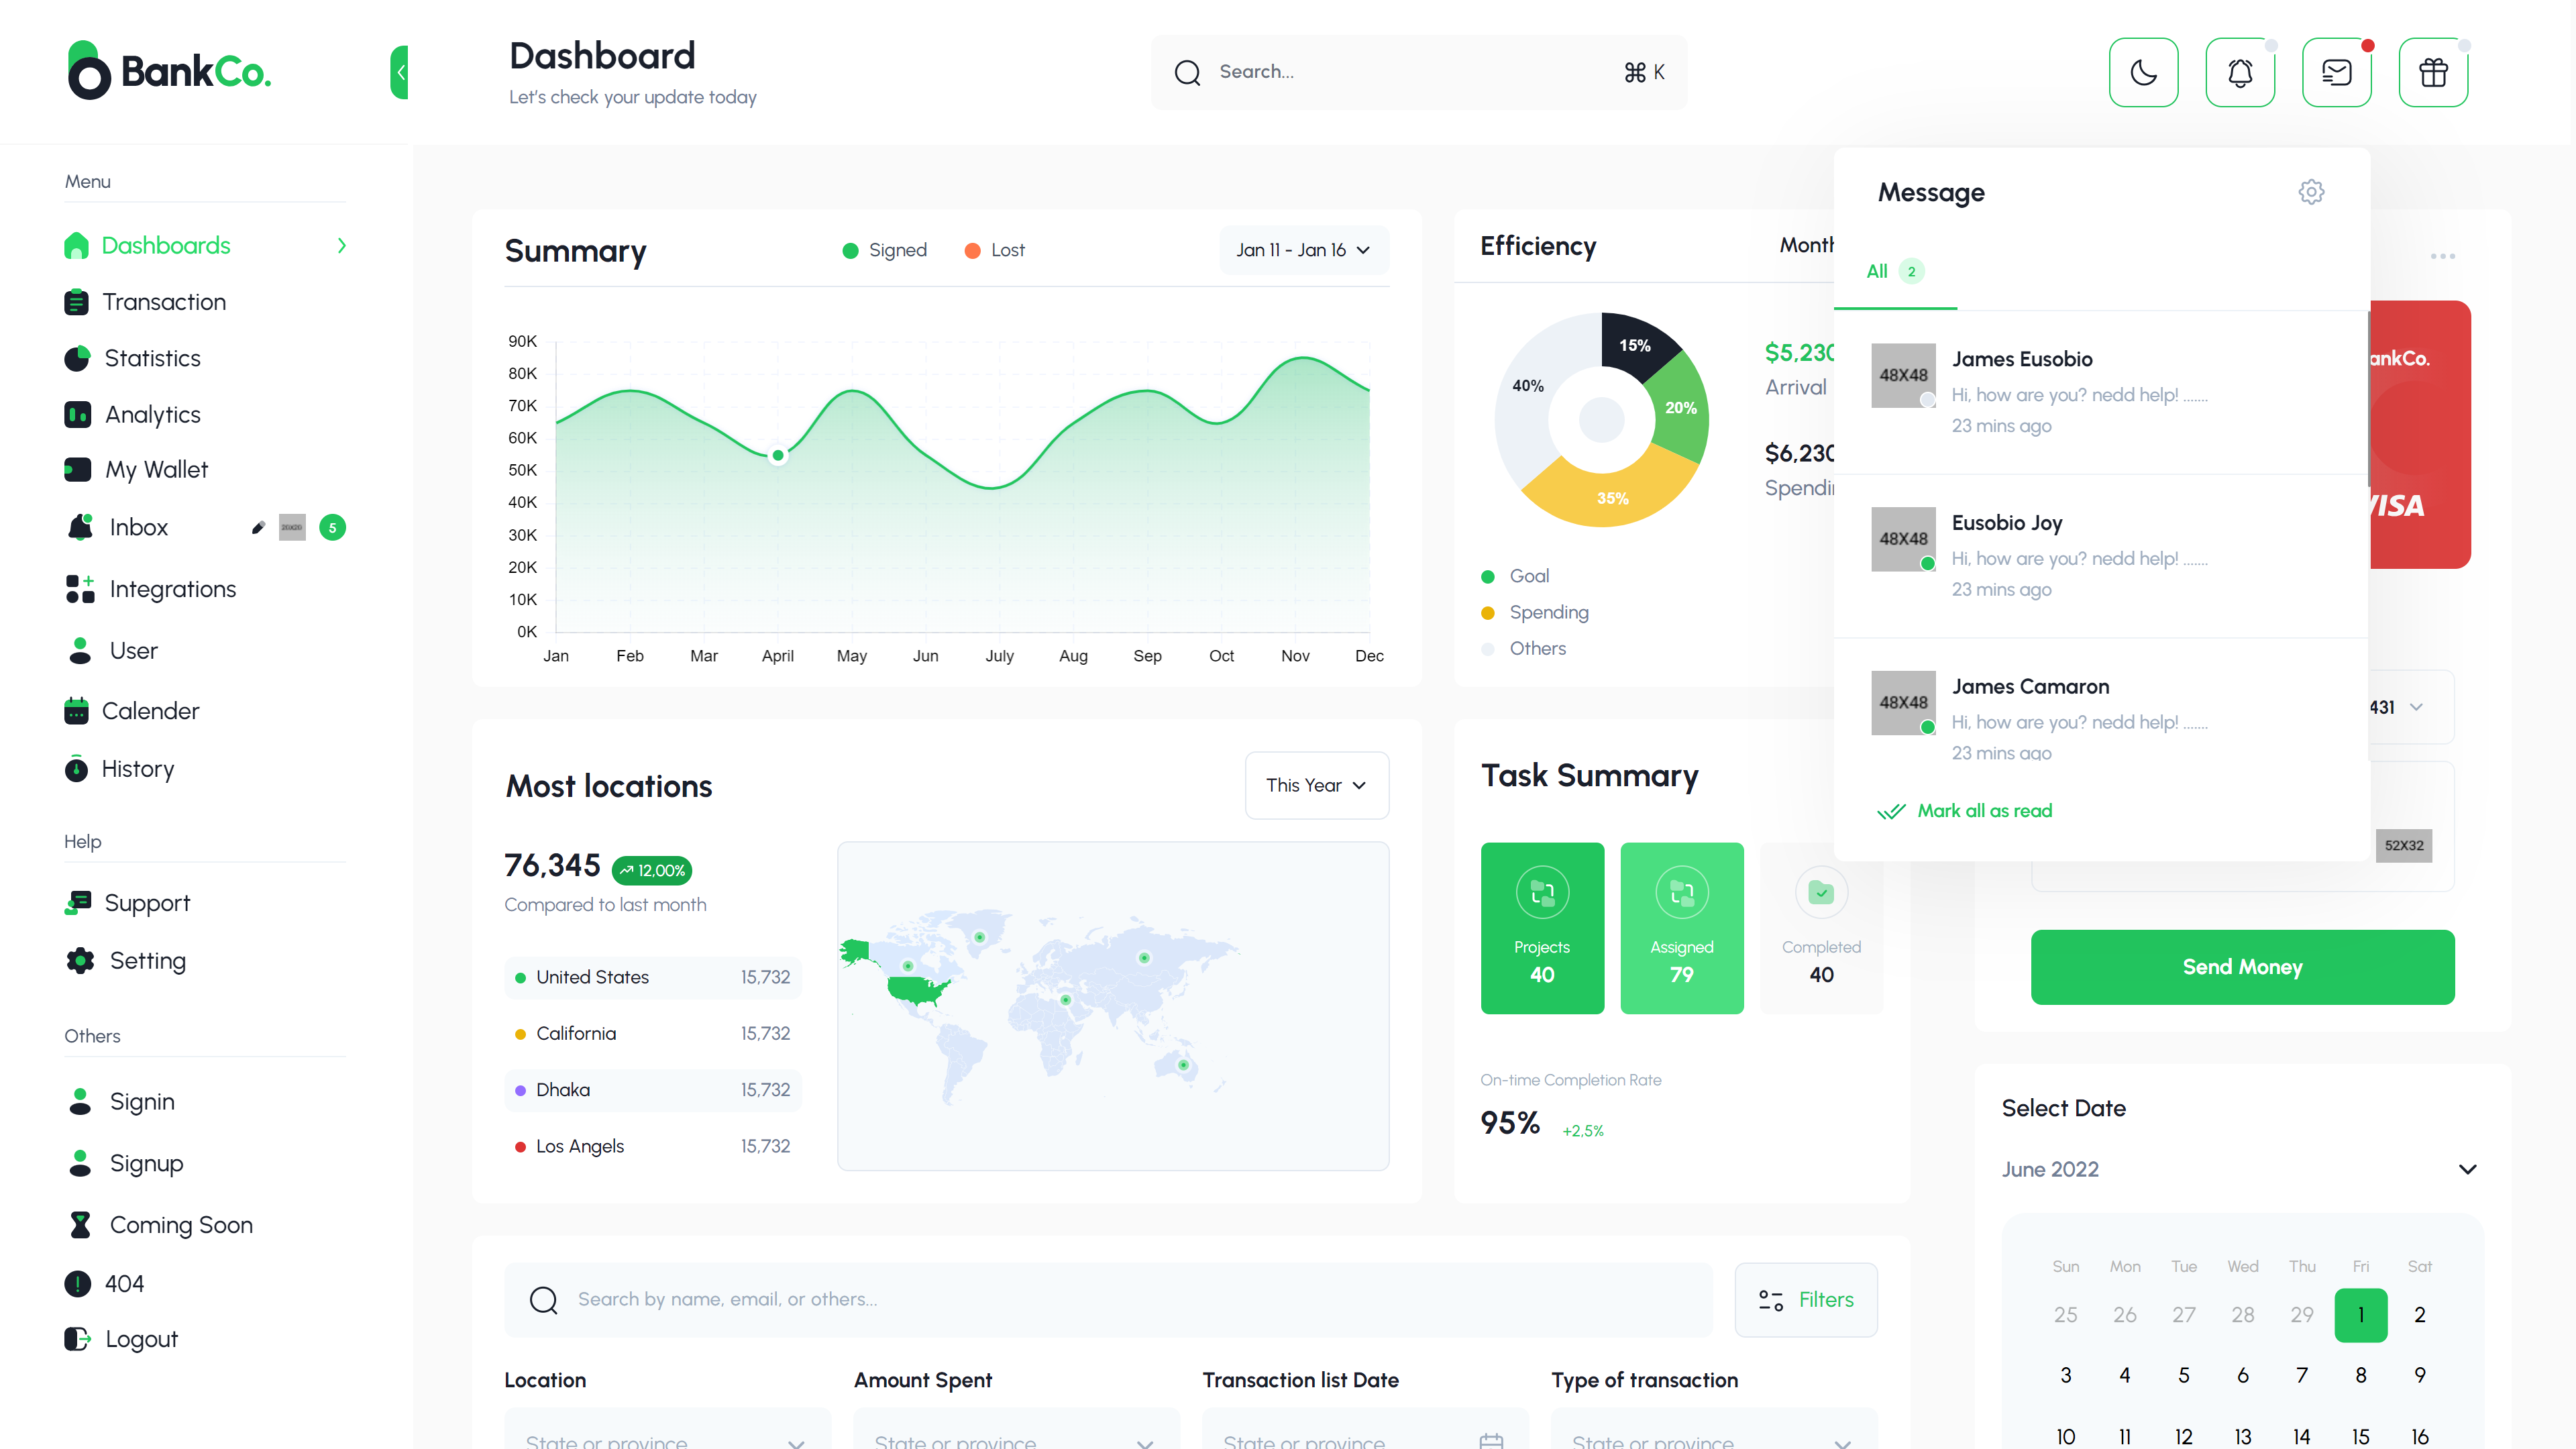 BankCo.
Dashboard
Let's check your update today
Search...
⌘ K
Menu
Dashboards
Transaction
Statistics
Analytics
My Wallet
Inbox
20X20
5
Integrations
User
Calender
History
Help
Support
Setting
Others
Signin
Signup
Coming Soon
404
Logout
Summary
Signed
Lost
Jan 11 - Jan 16
90K
80K
70K
60K
50K
40K
30K
20K
10K
0K
Jan Feb Mar April May Jun July Aug Sep Oct Nov Dec
Efficiency
15%
20%
35%
40%
$5,230
Arrival
$6,230
Goal
Spending
Others
Message
All 2
48X48
James Eusobio
Hi, how are you? nedd help! .......
23 mins ago
48X48
Eusobio Joy
Hi, how are you? nedd help! .......
23 mins ago
48X48
James Camaron
Hi, how are you? nedd help! .......
23 mins ago
Mark all as read
ankCo.
VISA
431
52X32
Send Money
Most locations
This Year
76,345
12,00%
Compared to last month
United States 15,732
California 15,732
Dhaka 15,732
Los Angels 15,732
Task Summary
Projects
40
Assigned
79
Completed
40
On-time Completion Rate
95% +2,5%
Select Date
June 2022
Sun Mon Tue Wed Thu Fri Sat
25 26 27 28 29 1 2
3 4 5 6 7 8 9
10 11 12 13 14 15 16
Search by name, email, or others...
Filters
Location
Amount Spent
Transaction list Date
Type of transaction
State or province
State or province
State or province
State or province